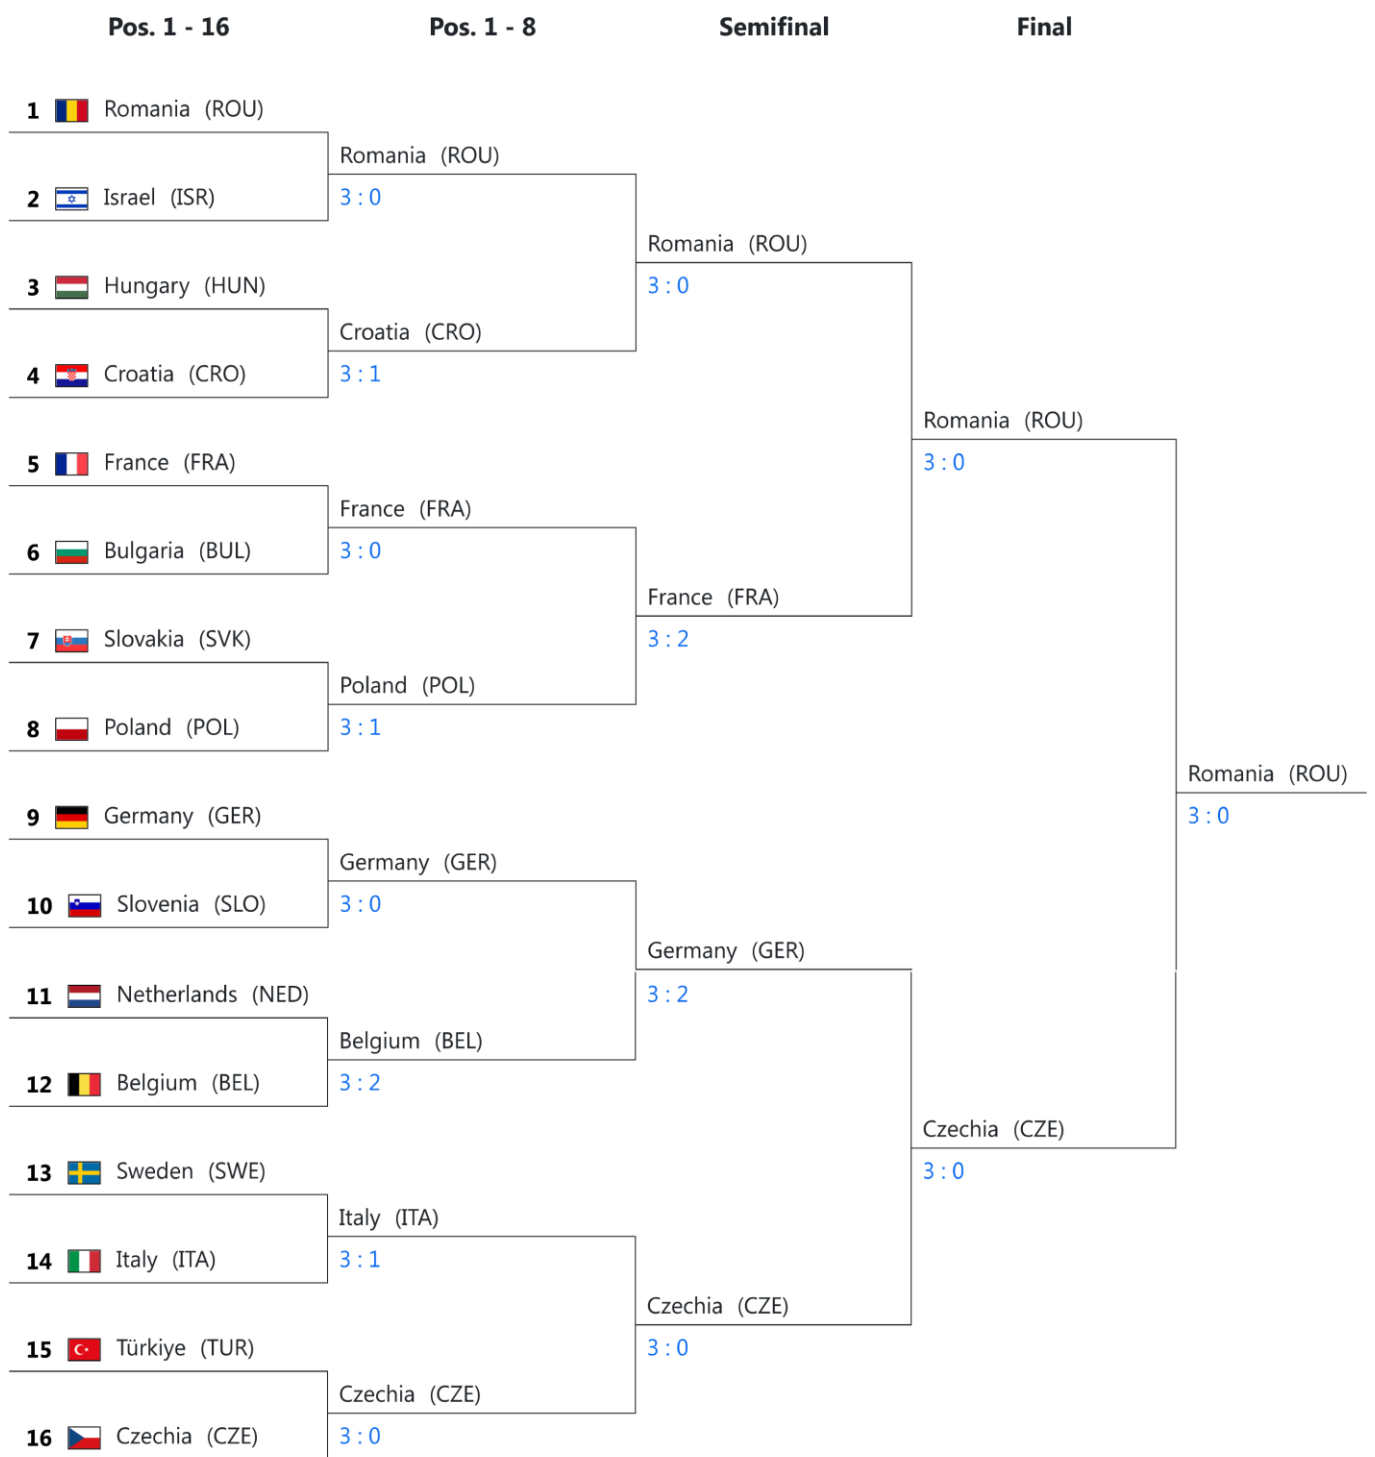 Pos. 1 - 16 Pos. 1 - 8 Semifinal Final
1 Romania (ROU)
Romania (ROU)
2 Israel (ISR) 3 : 0
Romania (ROU)
3 Hungary (HUN) 3 : 0
Croatia (CRO)
4 Croatia (CRO) 3 : 1
Romania (ROU)
5 France (FRA) 3 : 0
France (FRA)
6 Bulgaria (BUL) 3 : 0
France (FRA)
7 Slovakia (SVK) 3 : 2
Poland (POL)
8 Poland (POL) 3 : 1
Romania (ROU)
9 Germany (GER) 3 : 0
Germany (GER)
10 Slovenia (SLO) 3 : 0
Germany (GER)
11 Netherlands (NED) 3 : 2
Belgium (BEL)
12 Belgium (BEL) 3 : 2
Czechia (CZE)
13 Sweden (SWE) 3 : 0
Italy (ITA)
14 Italy (ITA) 3 : 1
Czechia (CZE)
15 Türkiye (TUR) 3 : 0
Czechia (CZE)
16 Czechia (CZE) 3 : 0